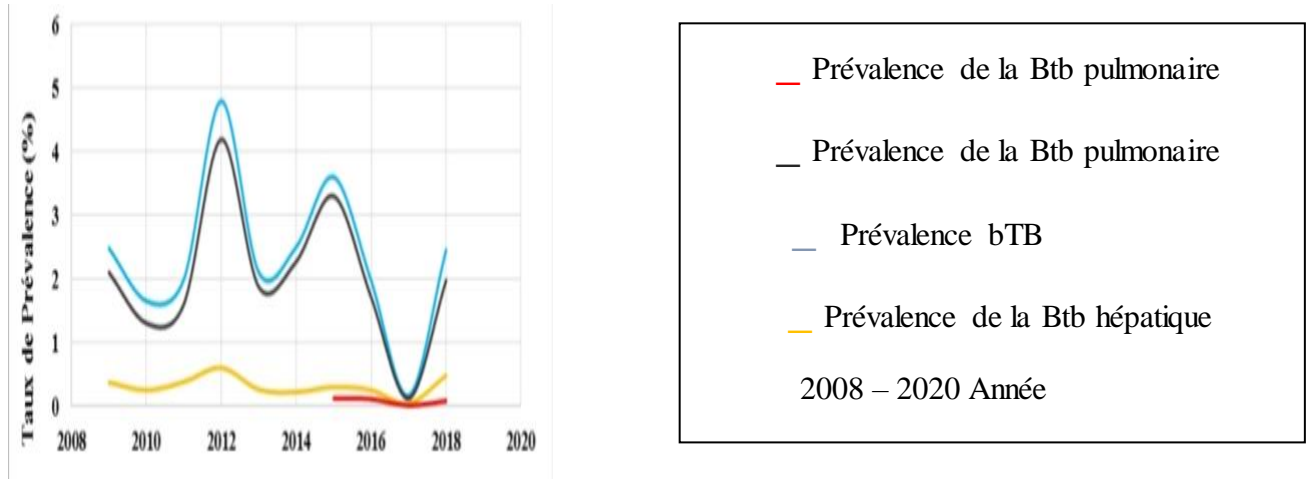 6
5
4
3
2
1
0
Taux de Prévalence (%)
2008 2010 2012 2014 2016 2018 2020
Prévalence de la Btb pulmonaire
Prévalence de la Btb pulmonaire
Prévalence bTB
Prévalence de la Btb hépatique
2008 – 2020 Année